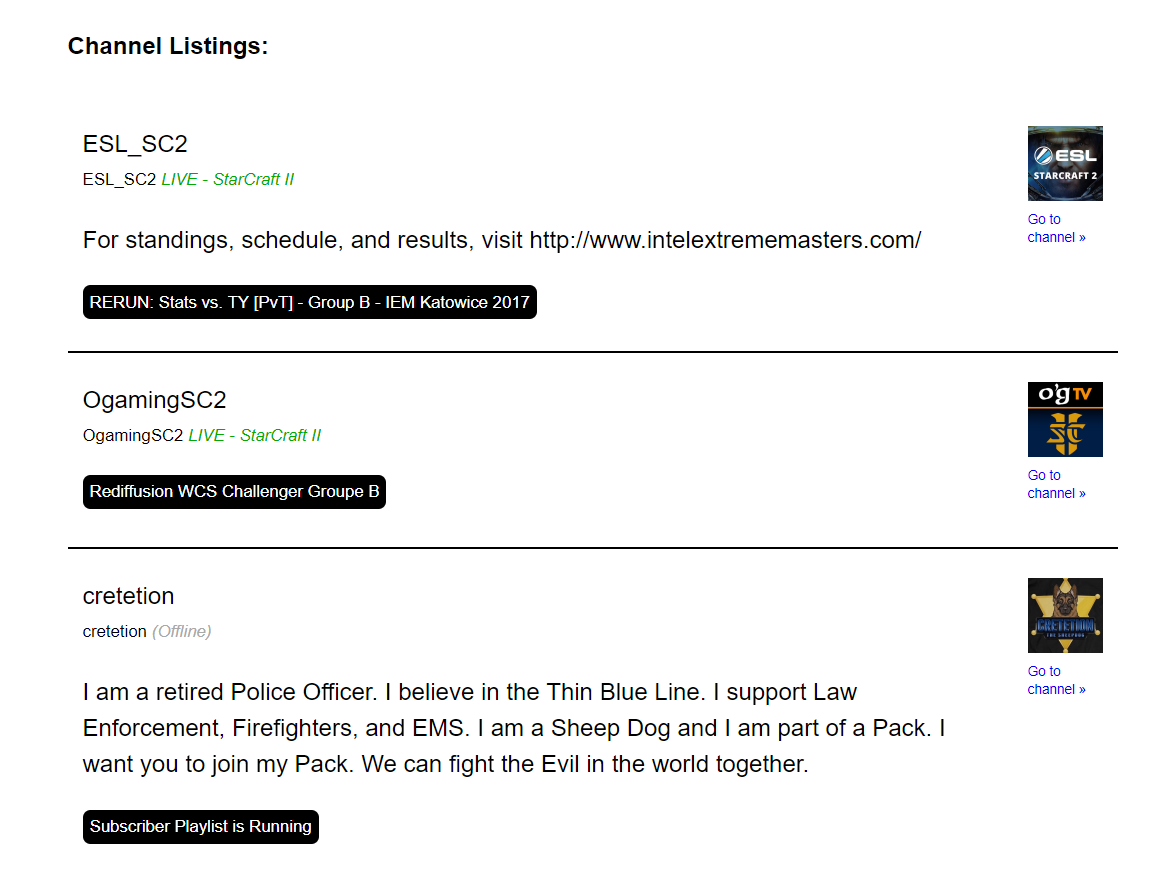 Channel Listings:
ESL_SC2
ESL_SC2 LIVE - StarCraft II
For standings, schedule, and results, visit http://www.intelextrememasters.com/
RERUN: Stats vs. TY [PvT] - Group B - IEM Katowice 2017
ESL
STARCRAFT 2
Go to
channel »
OgamingSC2
OgamingSC2 LIVE - StarCraft II
Rediffusion WCS Challenger Groupe B
o'g TV
SC
Go to
channel »
cretetion
cretetion (Offline)
I am a retired Police Officer. I believe in the Thin Blue Line. I support Law
Enforcement, Firefighters, and EMS. I am a Sheep Dog and I am part of a Pack. I
want you to join my Pack. We can fight the Evil in the world together.
Subscriber Playlist is Running
CRETETION
THE SHEEPDOG
Go to
channel »